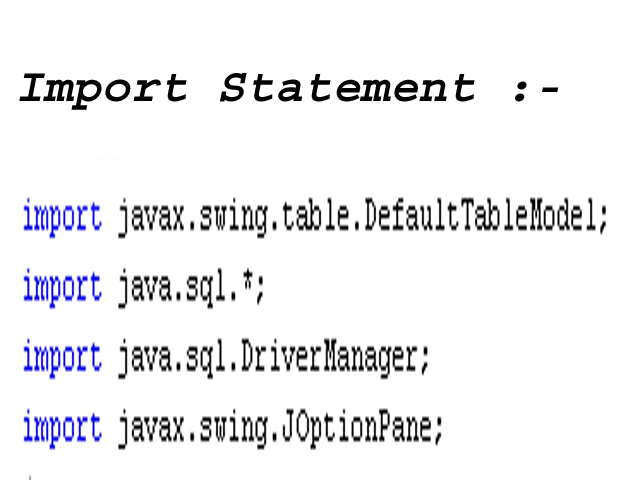 Import Statement :-
import javax.swing.table.DefaultTableModel;
import java.sql.*;
import java.sql.DriverManager;
import javax.swing.JOptionPane;